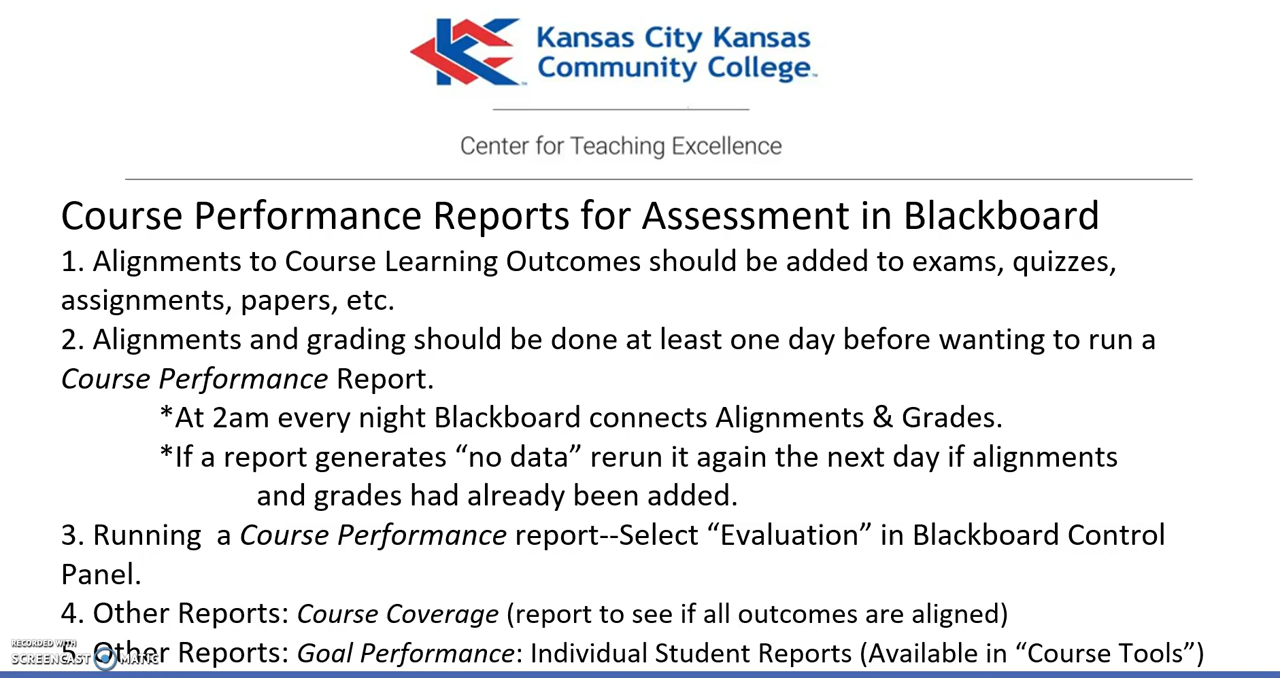 Kansas City Kansas
Community College™
Center for Teaching Excellence
Course Performance Reports for Assessment in Blackboard
1. Alignments to Course Learning Outcomes should be added to exams, quizzes,
assignments, papers, etc.
2. Alignments and grading should be done at least one day before wanting to run a
Course Performance Report.
*At 2am every night Blackboard connects Alignments & Grades.
*If a report generates “no data” rerun it again the next day if alignments
and grades had already been added.
3. Running  a Course Performance report--Select “Evaluation” in Blackboard Control
Panel.
4. Other Reports: Course Coverage (report to see if all outcomes are aligned)
5. Other Reports: Goal Performance: Individual Student Reports (Available in “Course Tools”)
RECORDED WITH
SCREENCAST MATIC